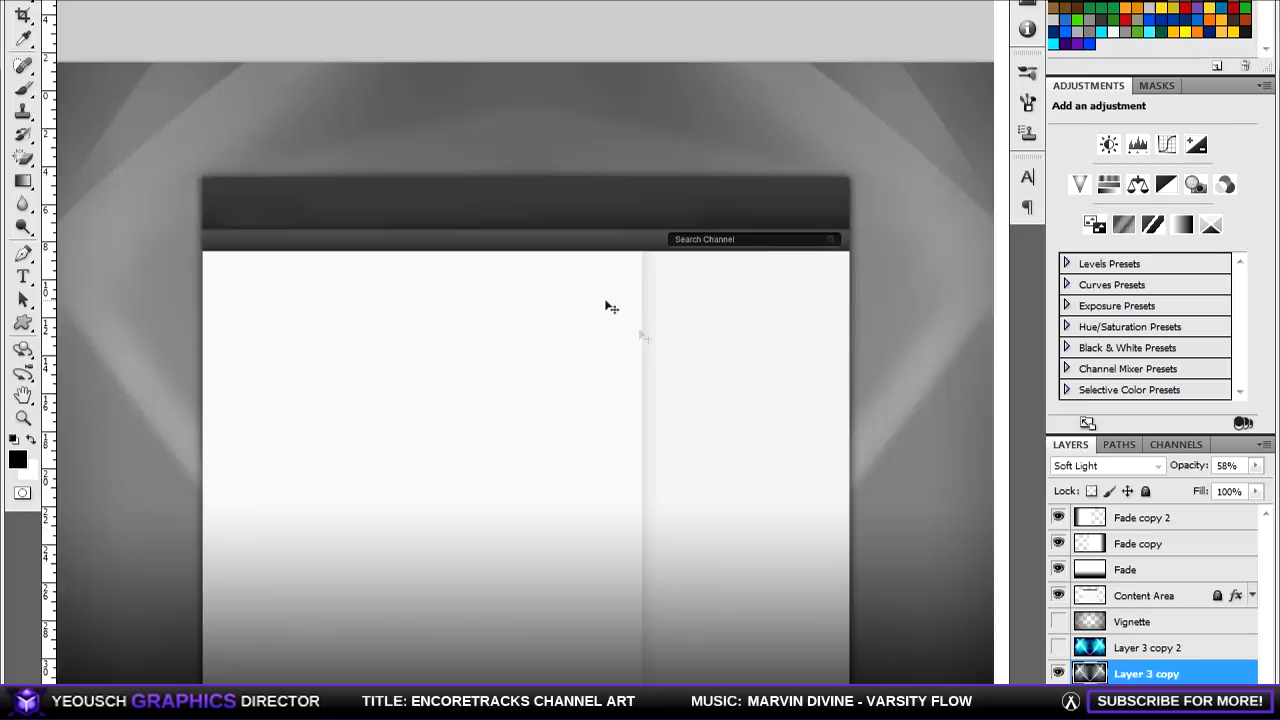 ADJUSTMENTS MASKS
Add an adjustment
Search Channel
Levels Presets
Curves Presets
Exposure Presets
Hue/Saturation Presets
Black & White Presets
Channel Mixer Presets
Selective Color Presets
LAYERS PATHS CHANNELS
Soft Light Opacity: 58%
Lock: Fill: 100%
Fade copy 2
Fade copy
Fade
Content Area fx
Vignette
Layer 3 copy 2
Layer 3 copy
YEOUSCH GRAPHICS DIRECTOR TITLE: ENCORETRACKS CHANNEL ART MUSIC: MARVIN DIVINE - VARSITY FLOW SUBSCRIBE FOR MORE!